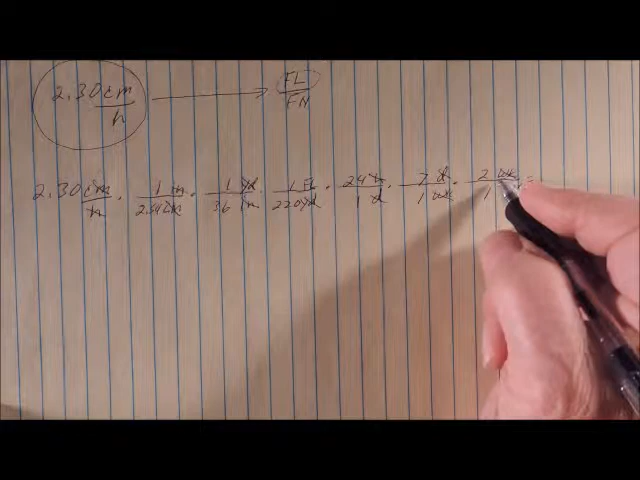 2.30 cm/h → FL/FN
2.30 cm/h · 1 in/2.54 cm · 1 yd/36 in 1 FL/220 yd · 24 h/1 d · 7 d/1 wk · 2 wk/1 =